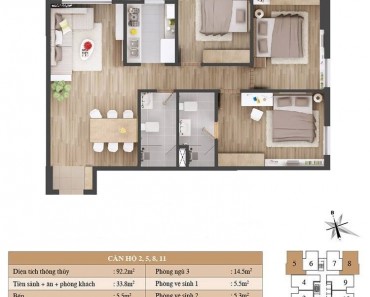 CĂN HỘ 2, 5, 8, 11
Diện tích thông thủy : 92.2m²
Phòng ngủ 3 : 14.5m²
Tiền sảnh + ăn + phòng khách : 33.8m²
Phòng vệ sinh 1 : 5.5m²
Bếp : 5.5m²
Phòng vệ sinh 2 : 5.3m²
5
6
7
8